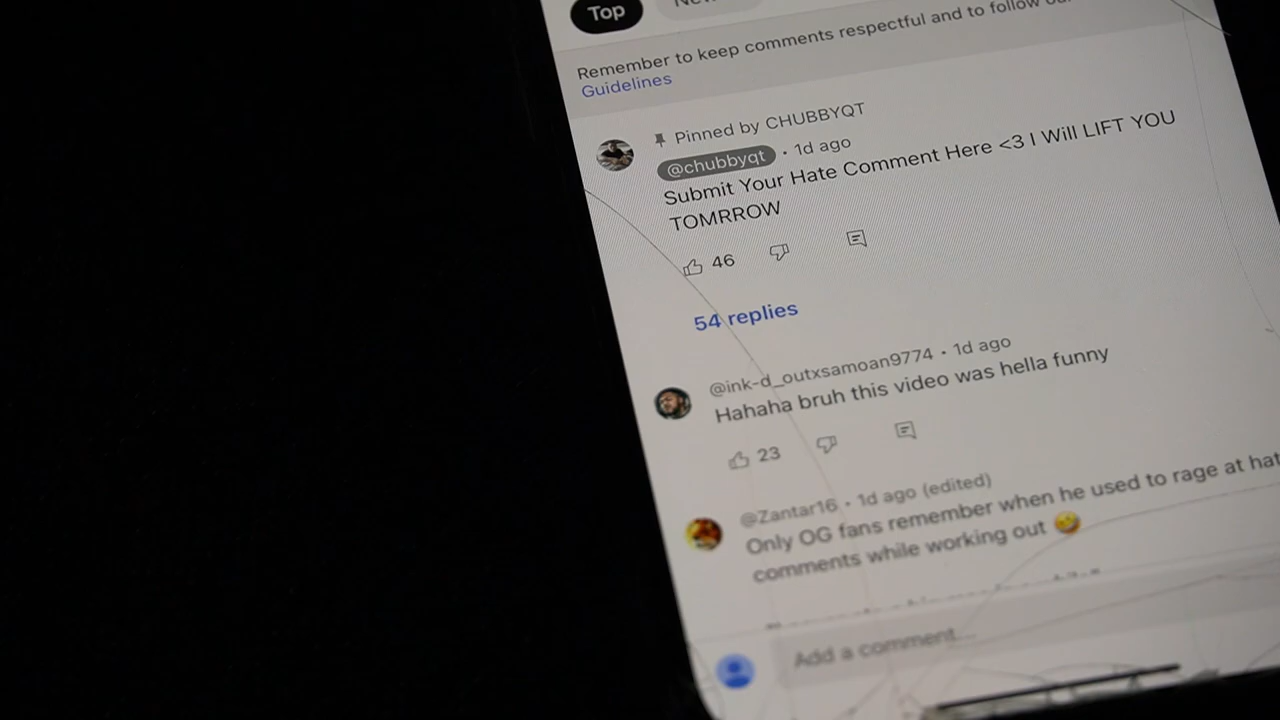 Top
Remember to keep comments respectful and to follow
Guidelines
Pinned by CHUBBYQT
@chubbyqt · 1d ago
Submit Your Hate Comment Here <3 I Will LIFT YOU
TOMRROW
46
54 replies
@ink-d_outxsamoan9774 · 1d ago
Hahaha bruh this video was hella funny
23
@Zantar16 · 1d ago (edited)
Only OG fans remember when he used to rage at
comments while working out
Add a comment...